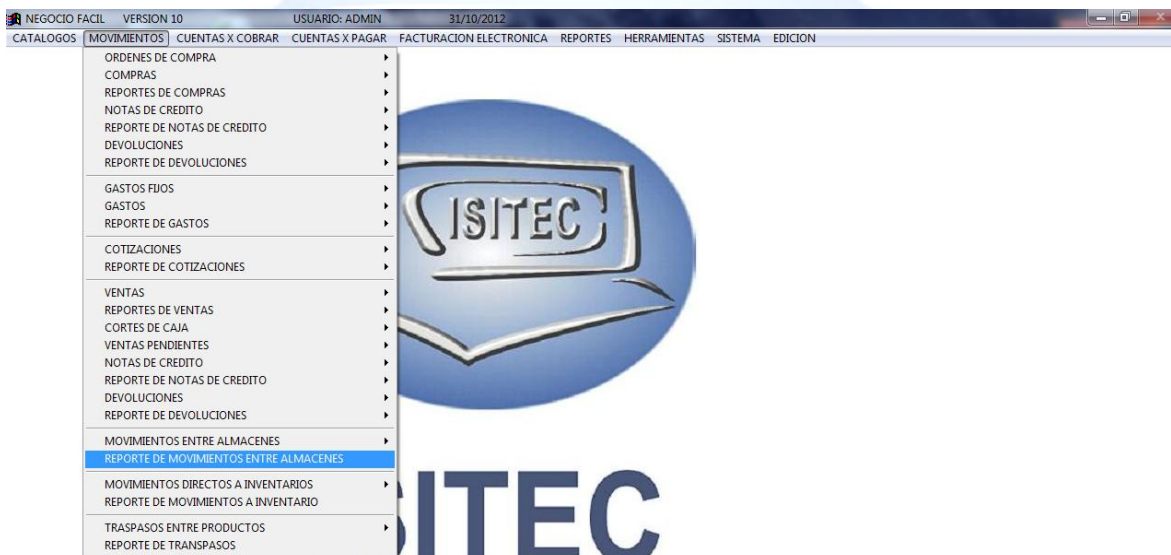 NEGOCIO FACIL VERSION 10 USUARIO: ADMIN 31/10/2012
CATALOGOS MOVIMIENTOS CUENTAS X COBRAR CUENTAS X PAGAR FACTURACION ELECTRONICA REPORTES HERRAMIENTAS SISTEMA EDICION
ORDENES DE COMPRA
COMPRAS
REPORTES DE COMPRAS
NOTAS DE CREDITO
REPORTE DE NOTAS DE CREDITO
DEVOLUCIONES
REPORTE DE DEVOLUCIONES
GASTOS FIJOS
GASTOS
REPORTE DE GASTOS
COTIZACIONES
REPORTE DE COTIZACIONES
VENTAS
REPORTES DE VENTAS
CORTES DE CAJA
VENTAS PENDIENTES
NOTAS DE CREDITO
REPORTE DE NOTAS DE CREDITO
DEVOLUCIONES
REPORTE DE DEVOLUCIONES
MOVIMIENTOS ENTRE ALMACENES
REPORTE DE MOVIMIENTOS ENTRE ALMACENES
MOVIMIENTOS DIRECTOS A INVENTARIOS
REPORTE DE MOVIMIENTOS A INVENTARIO
TRASPASOS ENTRE PRODUCTOS
REPORTE DE TRANSPASOS
ISITEC
SITEC